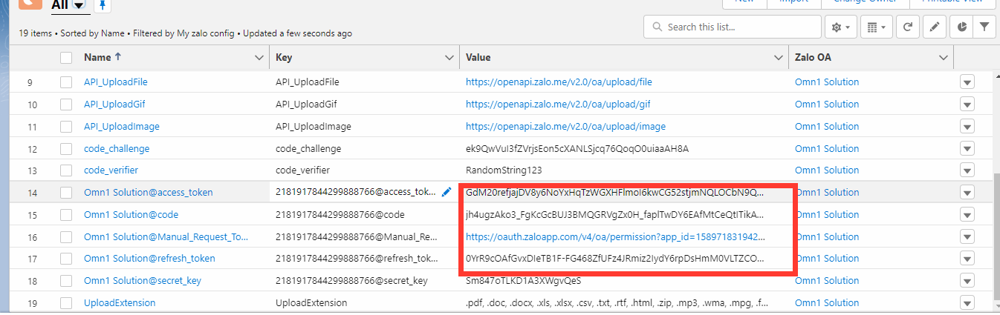 All
New Import Change Owner Printable View
19 items • Sorted by Name • Filtered by My zalo config • Updated a few seconds ago
Search this list...
Name Key Value Zalo OA
9 API_UploadFile API_UploadFile https://openapi.zalo.me/v2.0/oa/upload/file Omn1 Solution
10 API_UploadGif API_UploadGif https://openapi.zalo.me/v2.0/oa/upload/gif Omn1 Solution
11 API_UploadImage API_UploadImage https://openapi.zalo.me/v2.0/oa/upload/image Omn1 Solution
12 code_challenge code_challenge ek9QwVuI3fZVrjsEon5cXANLSjcq76QoqO0uiaaAH8A Omn1 Solution
13 code_verifier code_verifier RandomString123 Omn1 Solution
14 Omn1 Solution@access_token 2181917844299888766@access_tok... GdM20refjajDV8y6NoYxHqTzWGXHFlmoI6kwCG52stjmNQLOCbN9Q... Omn1 Solution
15 Omn1 Solution@code 2181917844299888766@code jh4ugzAko3_FgKcGcBUJ3BMQGRVgZx0H_faplTwDY6EAfMtCeQtITikA... Omn1 Solution
16 Omn1 Solution@Manual_Request_To... 2181917844299888766@Manual_Re... https://oauth.zaloapp.com/v4/oa/permission?app_id=158971831942... Omn1 Solution
17 Omn1 Solution@refresh_token 2181917844299888766@refresh_tok... 0YrR9cOAfGvxDIeTB1F-FG468ZfUFz4JRmiz2IydY6rpDsHmM0VLTZCO... Omn1 Solution
18 Omn1 Solution@secret_key 2181917844299888766@secret_key Sm847oTLKD1A3XWgvQeS Omn1 Solution
19 UploadExtension UploadExtension .pdf, .doc, .docx, .xls, .xlsx, .csv, .txt, .rtf, .html, .zip, .mp3, .wma, .mpg, .f... Omn1 Solution